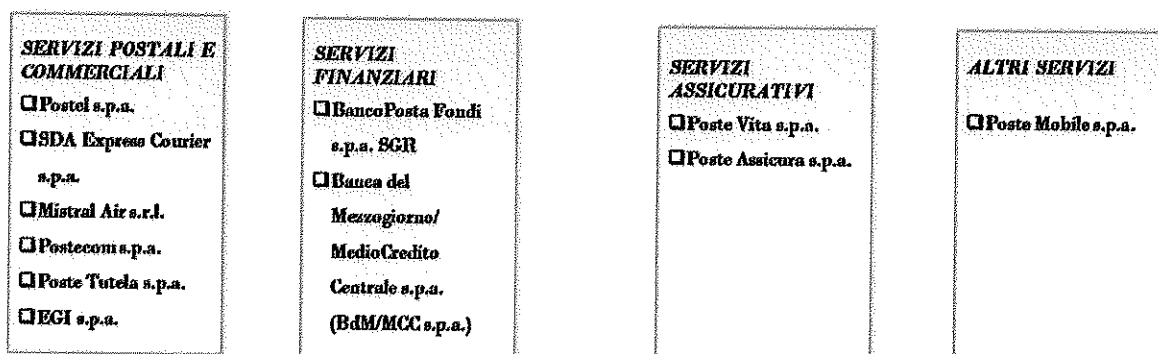 SERVIZI POSTALI E
COMMERCIALI
❑Postel s.p.a.
❑SDA Express Courier
s.p.a.
❑Mistral Air s.r.l.
❑Postecom s.p.a.
❑Poste Tutela s.p.a.
❑EGI s.p.a.
SERVIZI
FINANZIARI
❑BancoPosta Fondi
s.p.a. SGR
❑Banca del
Mezzogiorno/
MedioCredito
Centrale s.p.a.
(BdM/MCC s.p.a.)
SERVIZI
ASSICURATIVI
❑Poste Vita s.p.a.
❑Poste Assicura s.p.a.
ALTRI SERVIZI
❑Poste Mobile s.p.a.